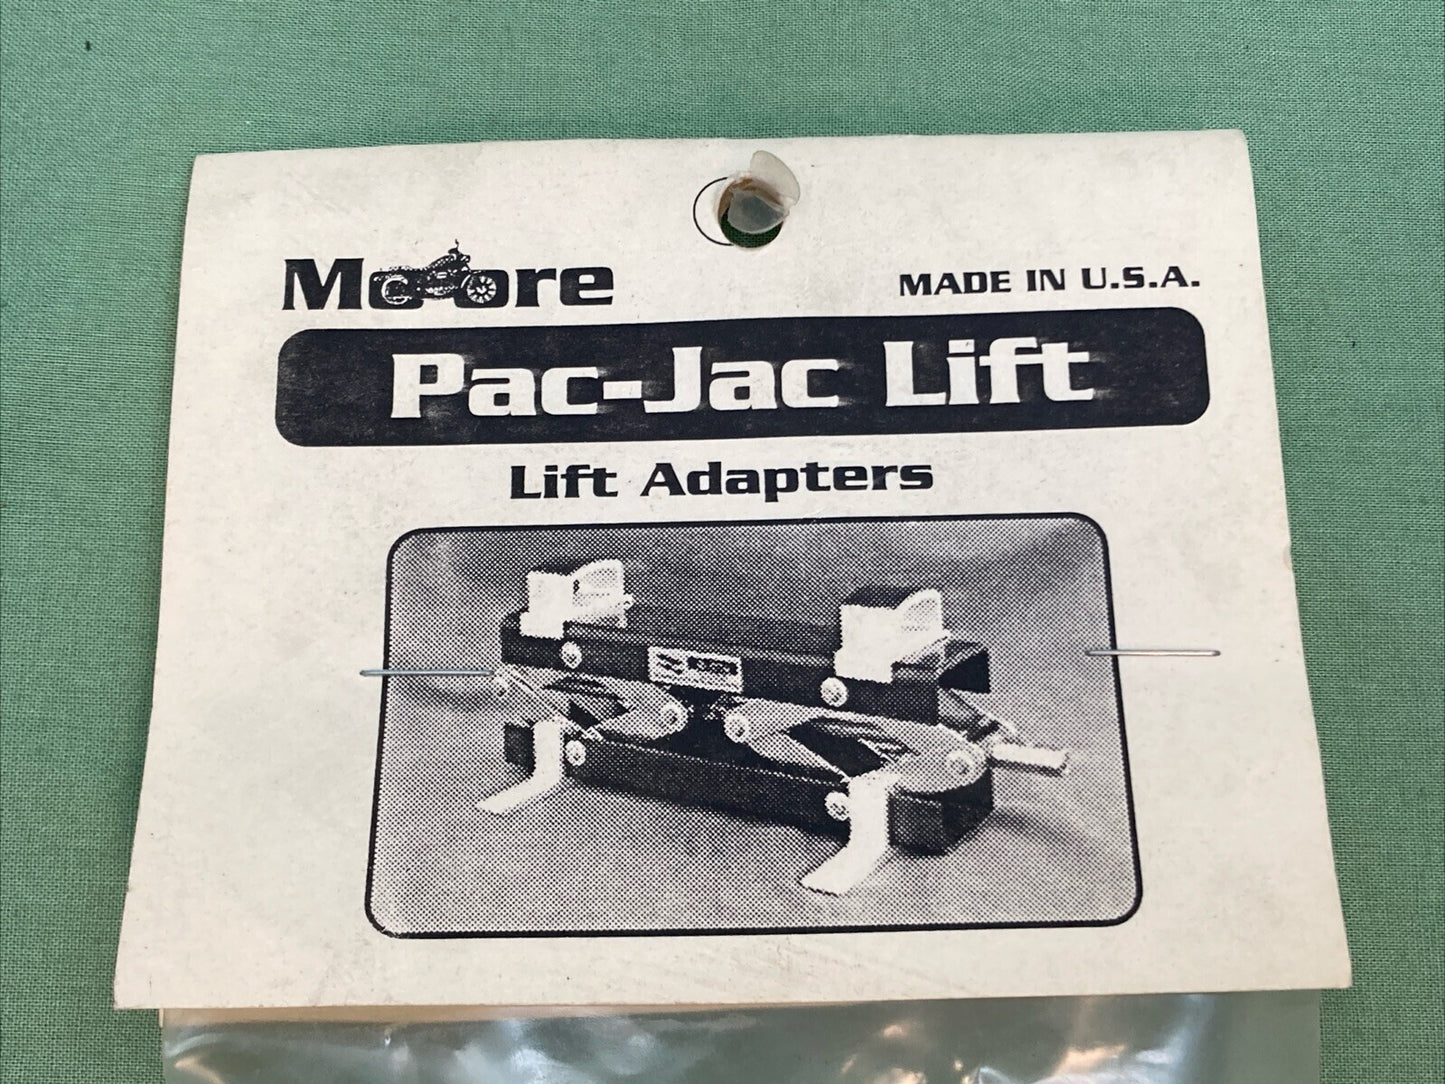 Moore
MADE IN U.S.A.
Pac-Jac Lift
Lift Adapters